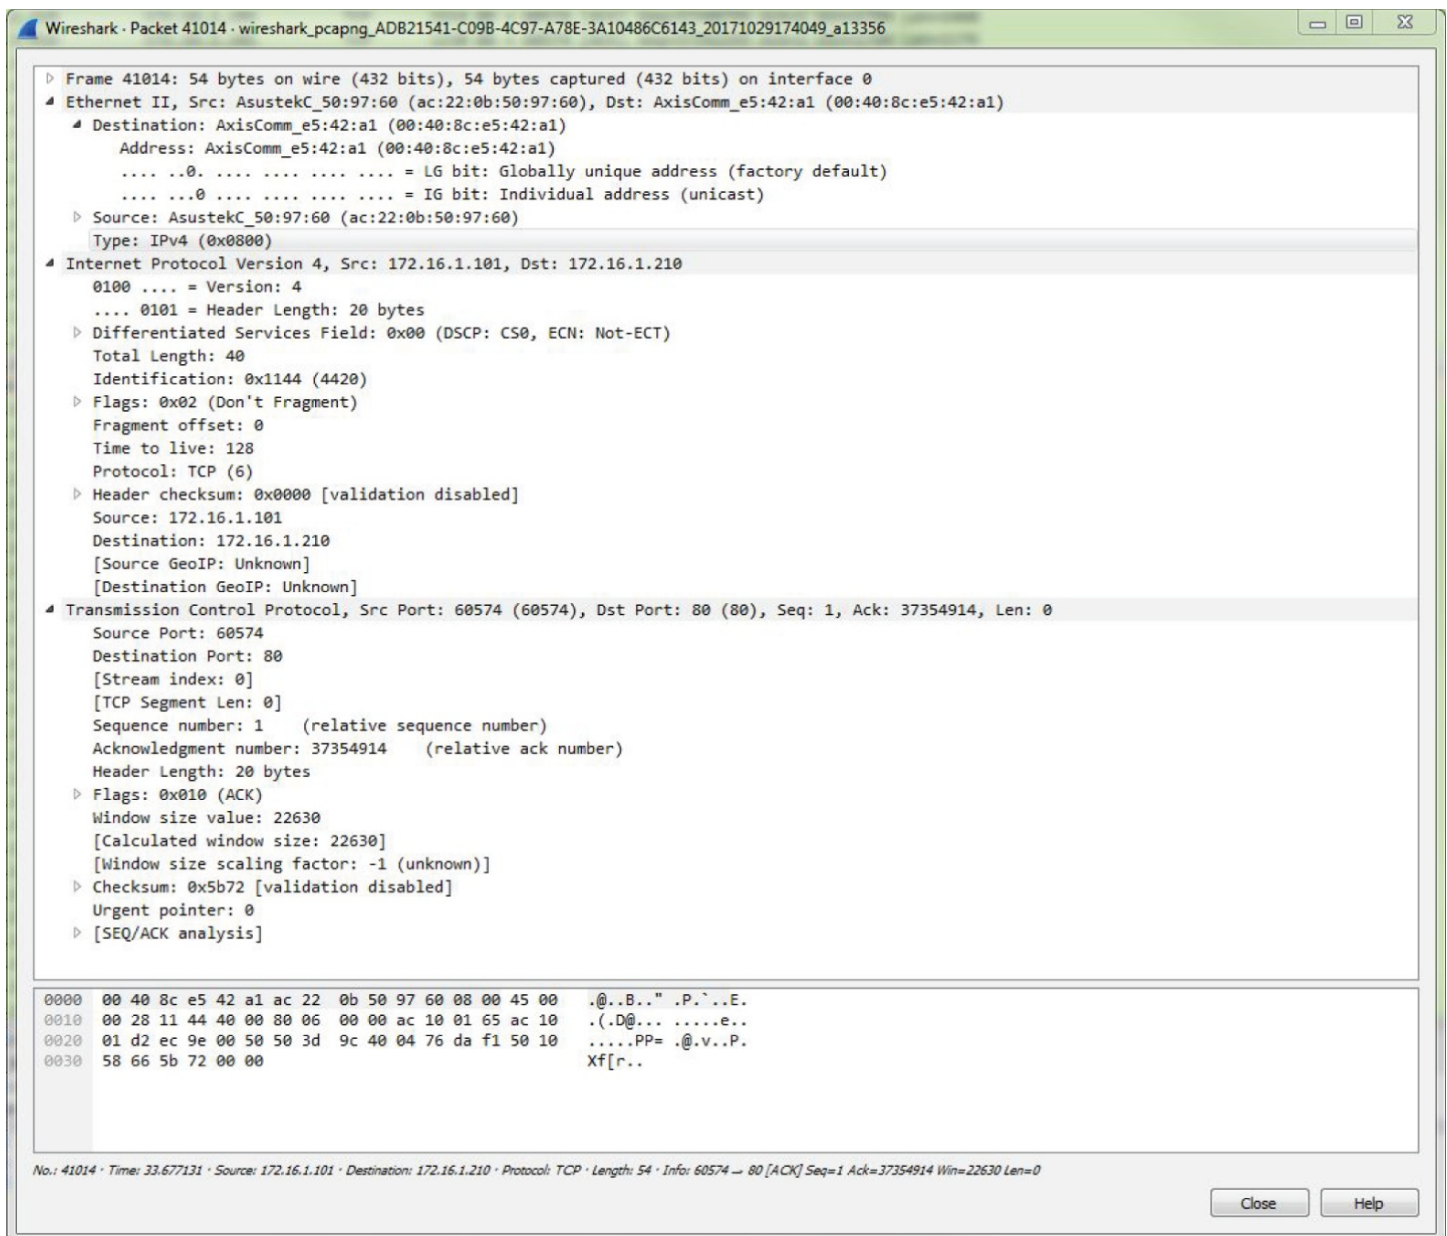 Wireshark · Packet 41014 · wireshark_pcapng_ADB21541-C09B-4C97-A78E-3A10486C6143_20171029174049_a13356
Frame 41014: 54 bytes on wire (432 bits), 54 bytes captured (432 bits) on interface 0
Ethernet II, Src: AsustekC_50:97:60 (ac:22:0b:50:97:60), Dst: AxisComm_e5:42:a1 (00:40:8c:e5:42:a1)
Destination: AxisComm_e5:42:a1 (00:40:8c:e5:42:a1)
Address: AxisComm_e5:42:a1 (00:40:8c:e5:42:a1)
.... ..0. .... .... .... .... = LG bit: Globally unique address (factory default)
.... ...0 .... .... .... .... = IG bit: Individual address (unicast)
Source: AsustekC_50:97:60 (ac:22:0b:50:97:60)
Type: IPv4 (0x0800)
Internet Protocol Version 4, Src: 172.16.1.101, Dst: 172.16.1.210
0100 .... = Version: 4
.... 0101 = Header Length: 20 bytes
Differentiated Services Field: 0x00 (DSCP: CS0, ECN: Not-ECT)
Total Length: 40
Identification: 0x1144 (4420)
Flags: 0x02 (Don't Fragment)
Fragment offset: 0
Time to live: 128
Protocol: TCP (6)
Header checksum: 0x0000 [validation disabled]
Source: 172.16.1.101
Destination: 172.16.1.210
[Source GeoIP: Unknown]
[Destination GeoIP: Unknown]
Transmission Control Protocol, Src Port: 60574 (60574), Dst Port: 80 (80), Seq: 1, Ack: 37354914, Len: 0
Source Port: 60574
Destination Port: 80
[Stream index: 0]
[TCP Segment Len: 0]
Sequence number: 1    (relative sequence number)
Acknowledgment number: 37354914    (relative ack number)
Header Length: 20 bytes
Flags: 0x010 (ACK)
Window size value: 22630
[Calculated window size: 22630]
[Window size scaling factor: -1 (unknown)]
Checksum: 0x5b72 [validation disabled]
Urgent pointer: 0
[SEQ/ACK analysis]
0000  00 40 8c e5 42 a1 ac 22  0b 50 97 60 08 00 45 00   .@..B.." .P.`..E.
0010  00 28 11 44 40 00 80 06  00 00 ac 10 01 65 ac 10   .(.D@... .....e..
0020  01 d2 ec 9e 00 50 50 3d  9c 40 04 76 da f1 50 10   .....PP= .@.v..P.
0030  58 66 5b 72 00 00   Xf[r..
No.: 41014 · Time: 33.677131 · Source: 172.16.1.101 · Destination: 172.16.1.210 · Protocol: TCP · Length: 54 · Info: 60574 → 80 [ACK] Seq=1 Ack=37354914 Win=22630 Len=0
Close Help